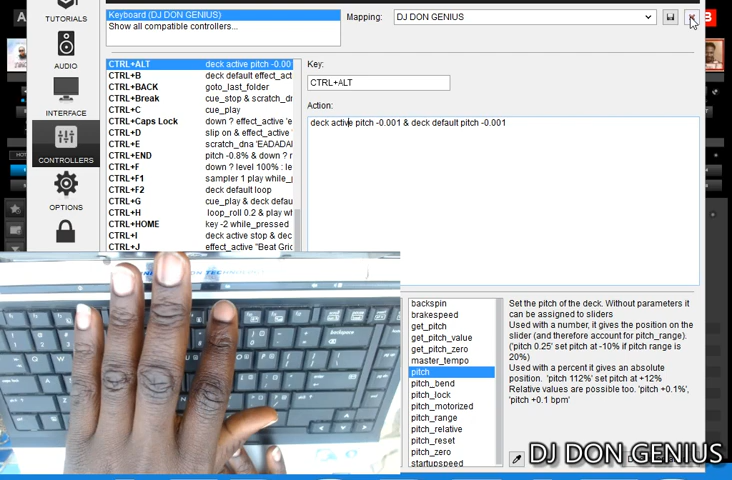 TUTORIALS
AUDIO
INTERFACE
CONTROLLERS
OPTIONS
Keyboard (DJ DON GENIUS)
Show all compatible controllers...
Mapping:
DJ DON GENIUS
CTRL+ALT deck active pitch -0.00
CTRL+B deck default effect_act
CTRL+BACK goto_last_folder
CTRL+Break cue_stop & scratch_dn
CTRL+C cue_play
CTRL+Caps Lock down ? effect_active 'e
CTRL+D slip on & effect_active
CTRL+E scratch_dna 'EADADAI
CTRL+END pitch -0.8% & down ? n
CTRL+F down ? level 100% : le
CTRL+F1 sampler 1 play while_p
CTRL+F2 deck default loop
CTRL+G cue_play & deck defau
CTRL+H loop_roll 0.2 & play wh
CTRL+HOME key -2 while_pressed
CTRL+I deck active stop & dec
CTRL+J effect_active "Beat Grid
Key:
CTRL+ALT
Action:
deck active pitch -0.001 & deck default pitch -0.001
backspin
brakespeed
get_pitch
get_pitch_value
get_pitch_zero
master_tempo
pitch
pitch_bend
pitch_lock
pitch_motorized
pitch_range
pitch_relative
pitch_reset
pitch_zero
startupspeed
Set the pitch of the deck. Without parameters it
can be assigned to sliders
Used with a number, it gives the position on the
slider (and therefore account for pitch_range).
('pitch 0.25' set pitch at -10% if pitch range is
20%)
Used with a percent it gives an absolute
position. 'pitch 112%' set pitch at +12%
Relative values are possible too. 'pitch +0.1%',
'pitch +0.1 bpm'
DJ DON GENIUS